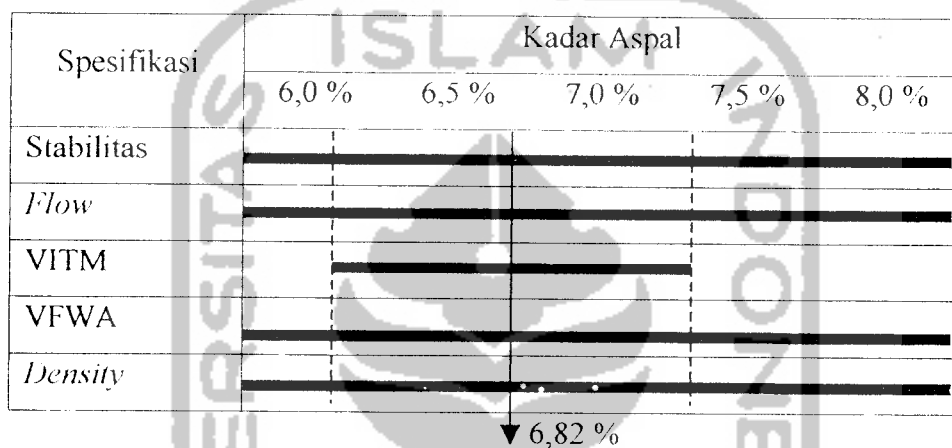 Spesifikasi
Kadar Aspal
6,0 % 6,5 % 7,0 % 7,5 % 8,0 %
Stabilitas
Flow
VITM
VFWA
Density
6,82 %
ISLAM